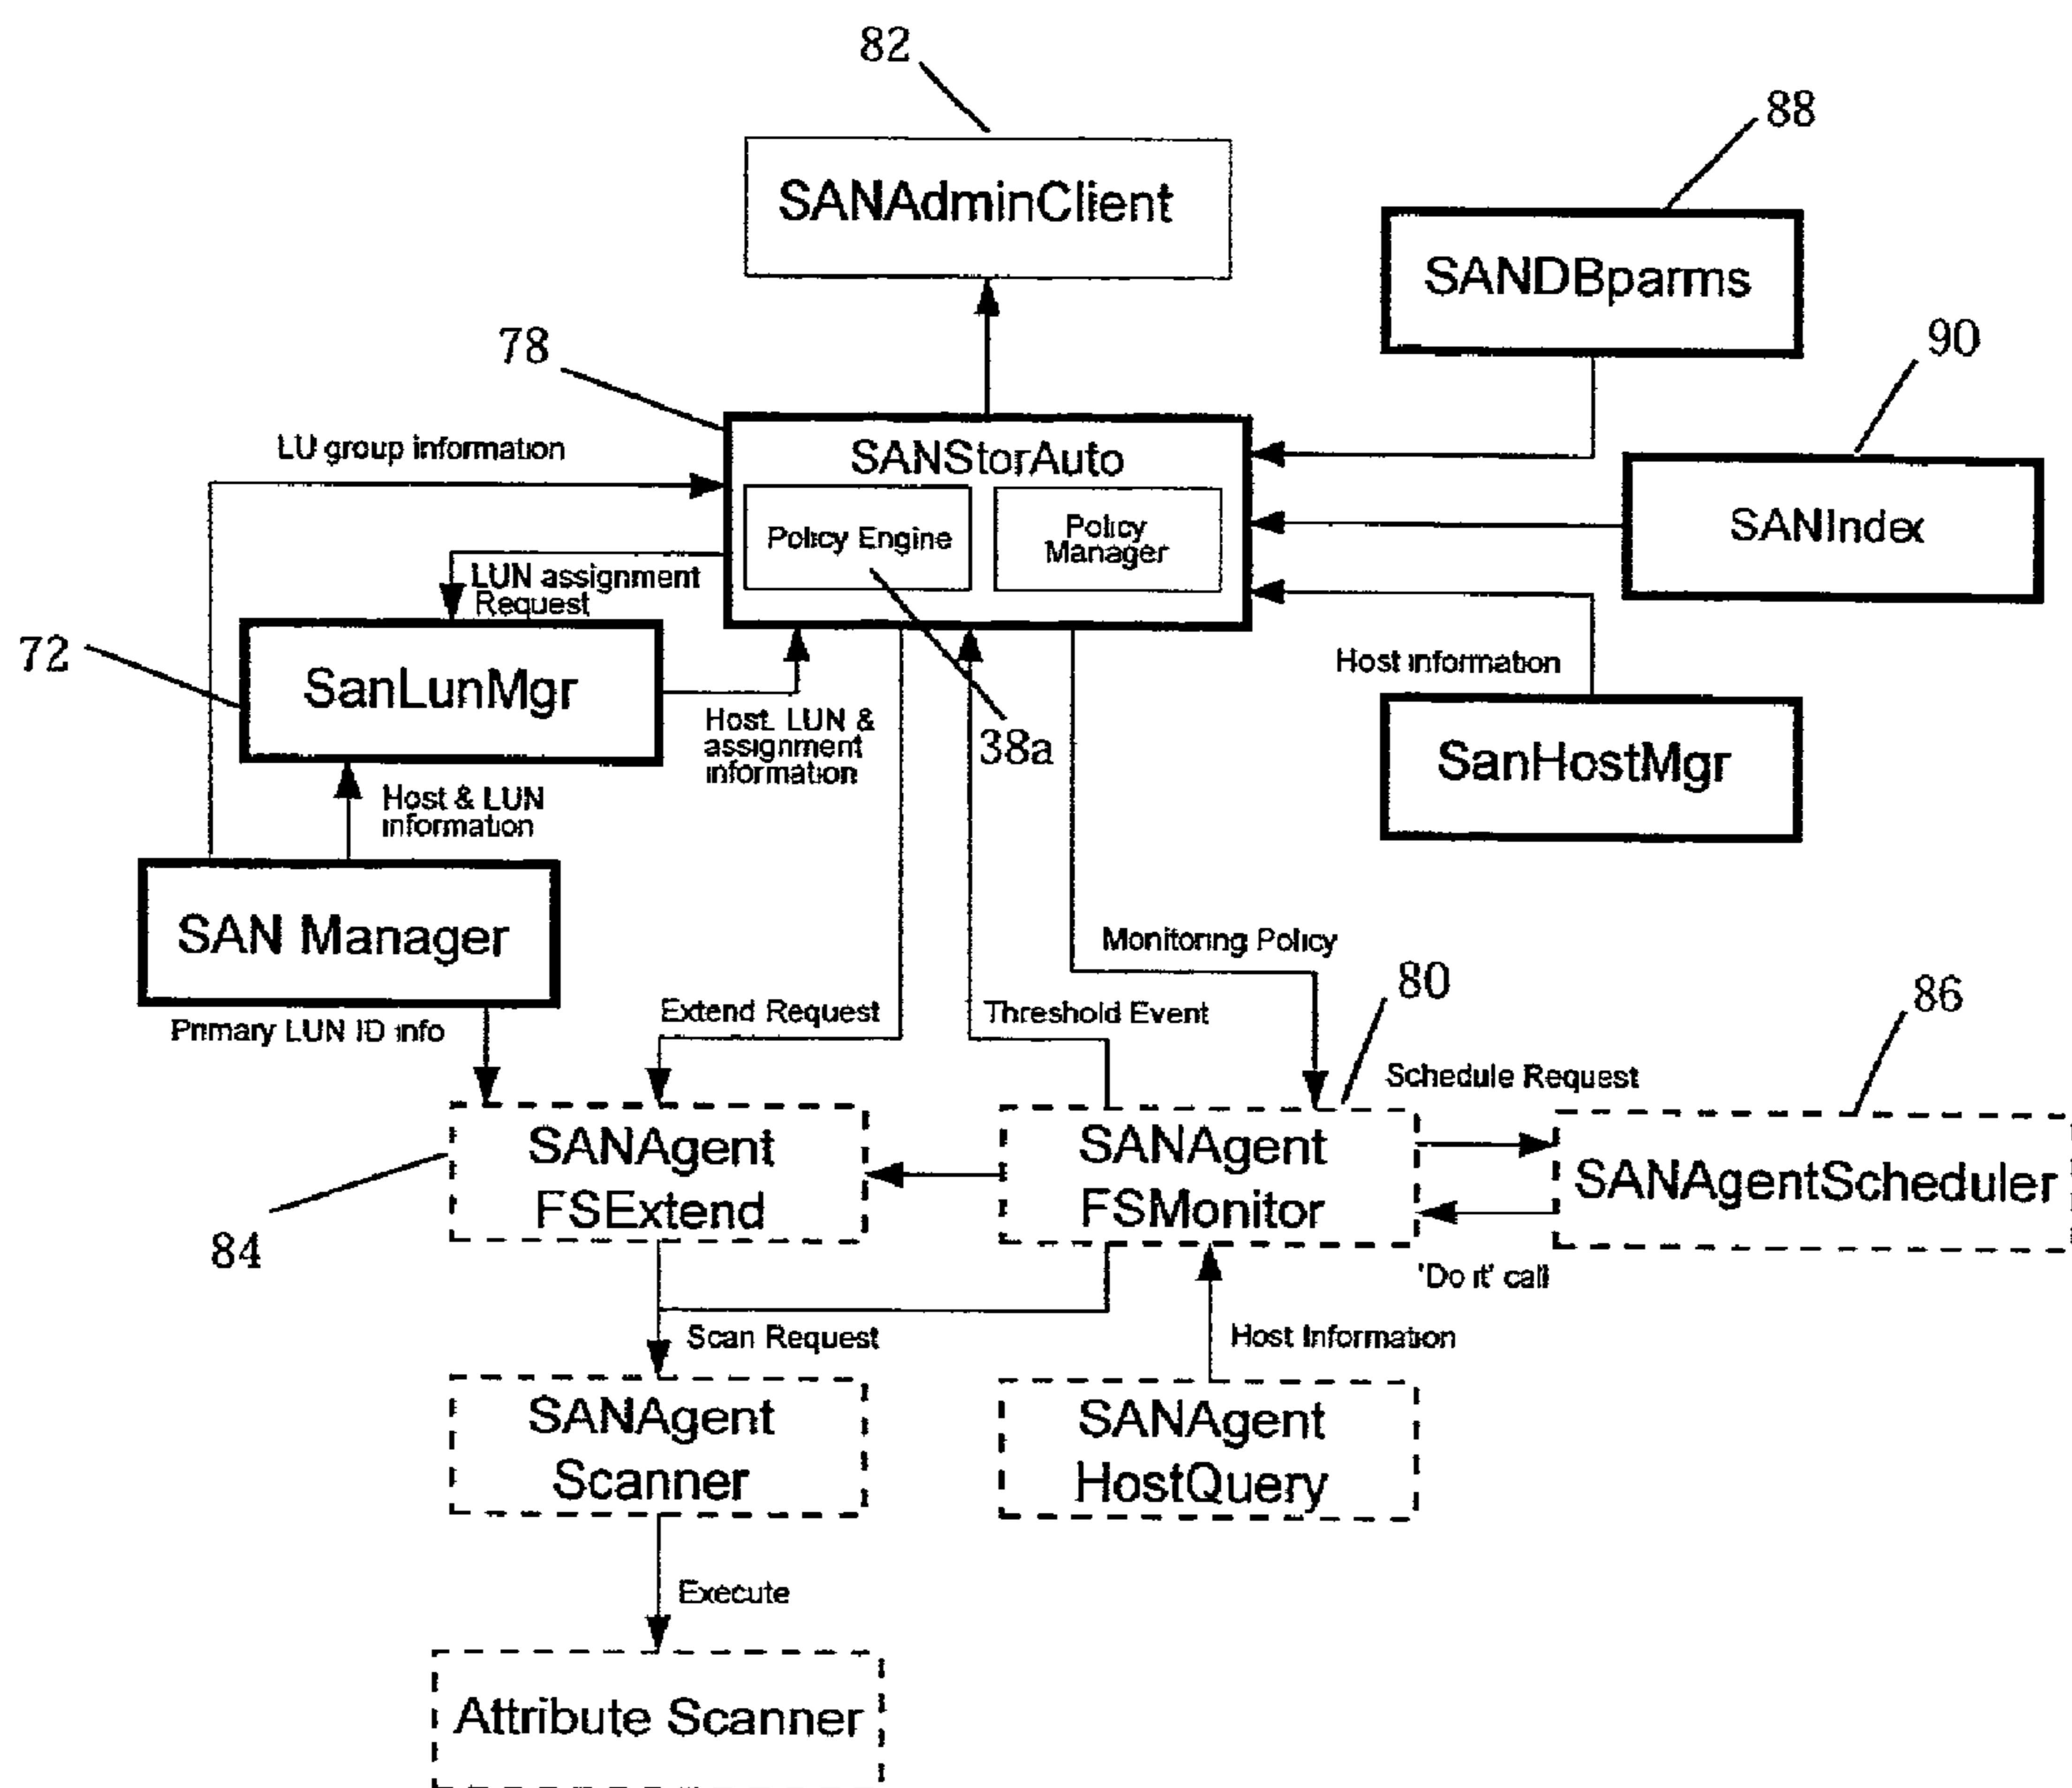 82
88
SANAdminClient
SANDBparms
78
90
LU group information
SANStorAuto
Policy Engine
Policy
Manager
SANIndex
LUN assignment
Request
72
SanLunMgr
Host information
Host. LUN &
assignment
information
38a
SanHostMgr
Host & LUN
information
SAN Manager
Monitoring Policy
80
86
Primary LUN ID info
Extend Request
Threshold Event
Schedule Request
SANAgent
FSExtend
SANAgent
FSMonitor
SANAgentScheduler
84
'Do it' call
Scan Request
Host Information
SANAgent
Scanner
SANAgent
HostQuery
Execute
Attribute Scanner